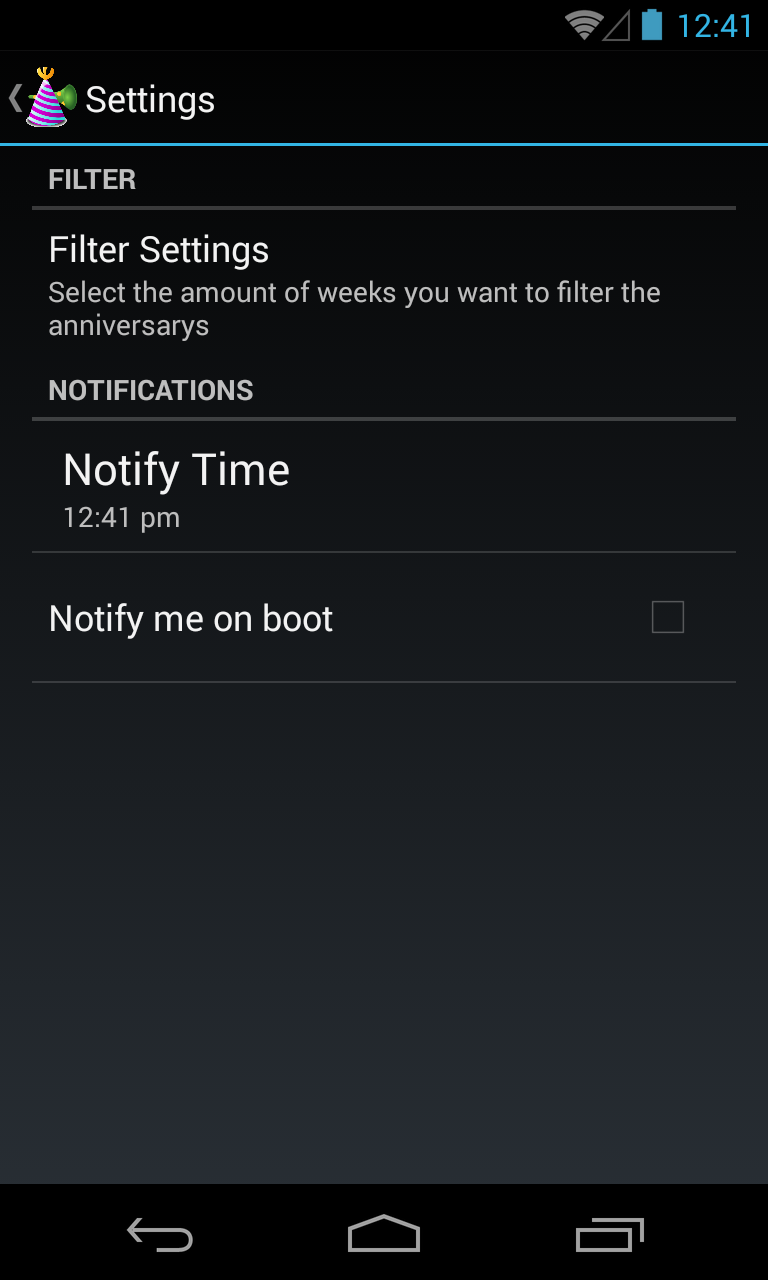 12:41
Settings
FILTER
Filter Settings
Select the amount of weeks you want to filter the
anniversarys
NOTIFICATIONS
Notify Time
12:41 pm
Notify me on boot